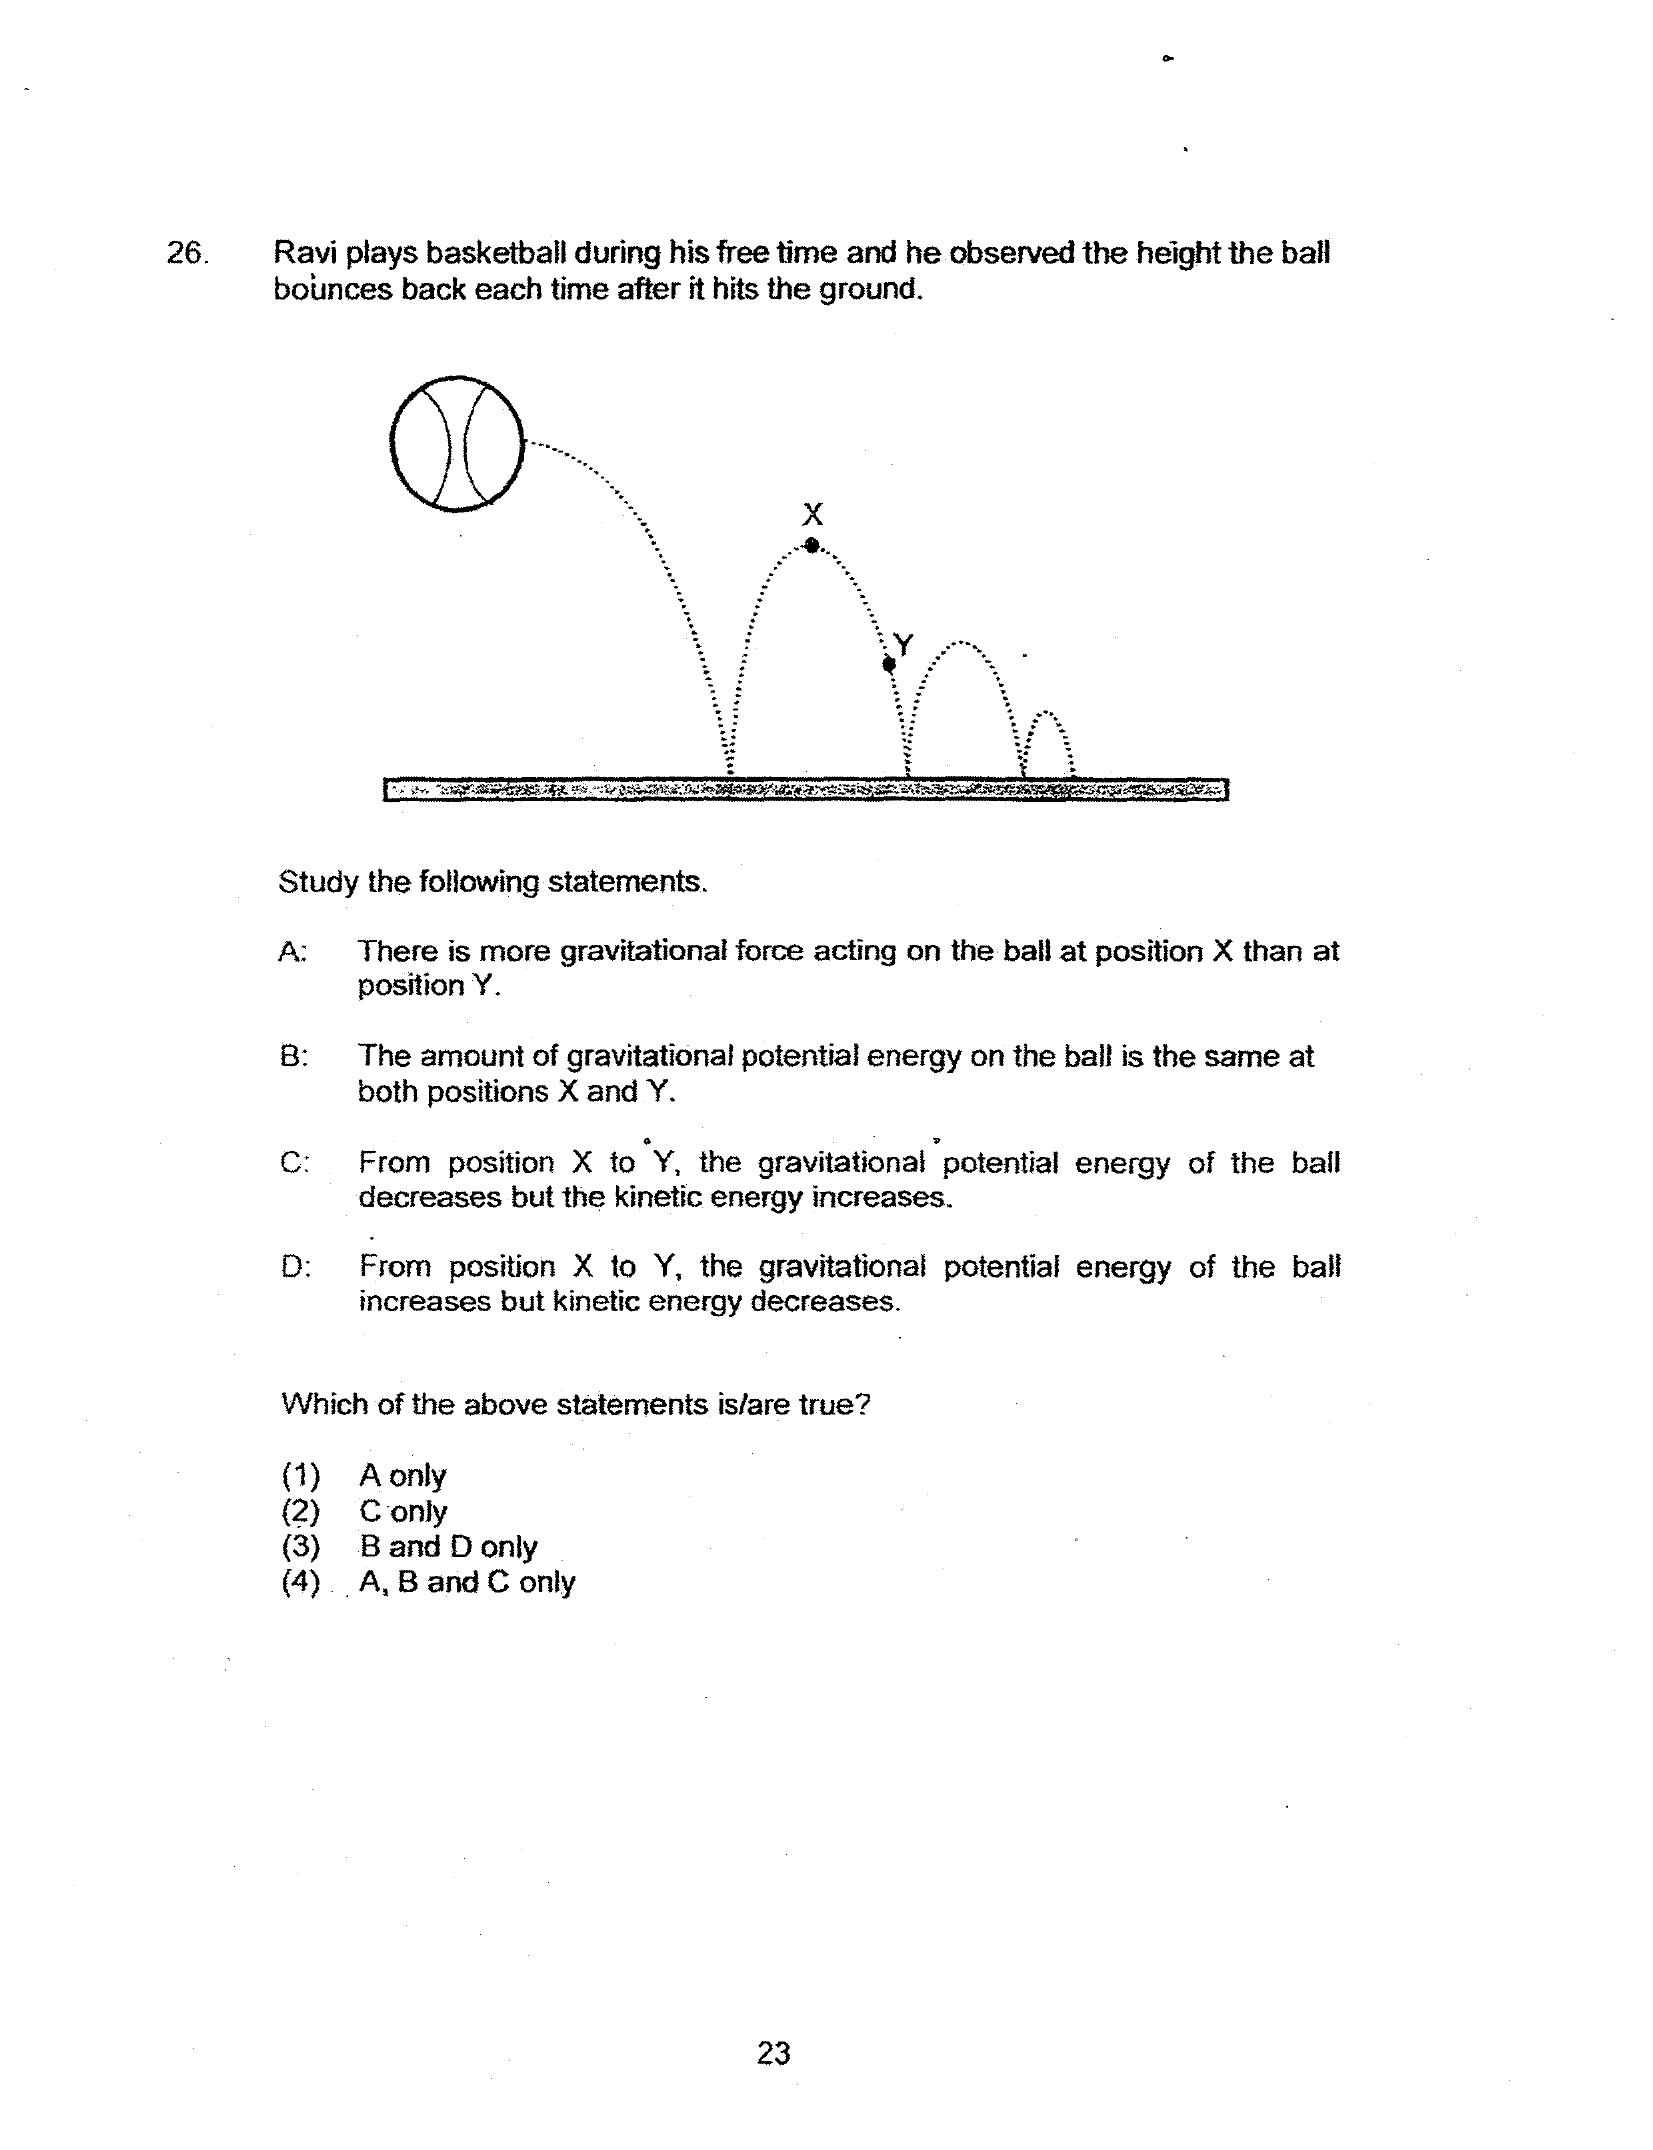 26. Ravi plays basketball during his free time and he observed the height the ball
bounces back each time after it hits the ground.
X
Y
Study the following statements.
A: There is more gravitational force acting on the ball at position X than at
position Y.
B: The amount of gravitational potential energy on the ball is the same at
both positions X and Y.
C: From position X to Y, the gravitational potential energy of the ball
decreases but the kinetic energy increases.
D: From position X to Y, the gravitational potential energy of the ball
increases but kinetic energy decreases.
Which of the above statements is/are true?
(1) A only
(2) C only
(3) B and D only
(4) A, B and C only
23